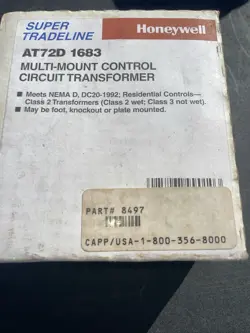 SUPER
TRADELINE
Honeywell
AT72D 1683
MULTI-MOUNT CONTROL
CIRCUIT TRANSFORMER
• Meets NEMA D, DC20-1992; Residential Controls—
Class 2 Transformers (Class 2 wet; Class 3 not wet).
• May be foot, knockout or plate mounted.
PART# 8497
CAPP/USA-1-800-356-8000